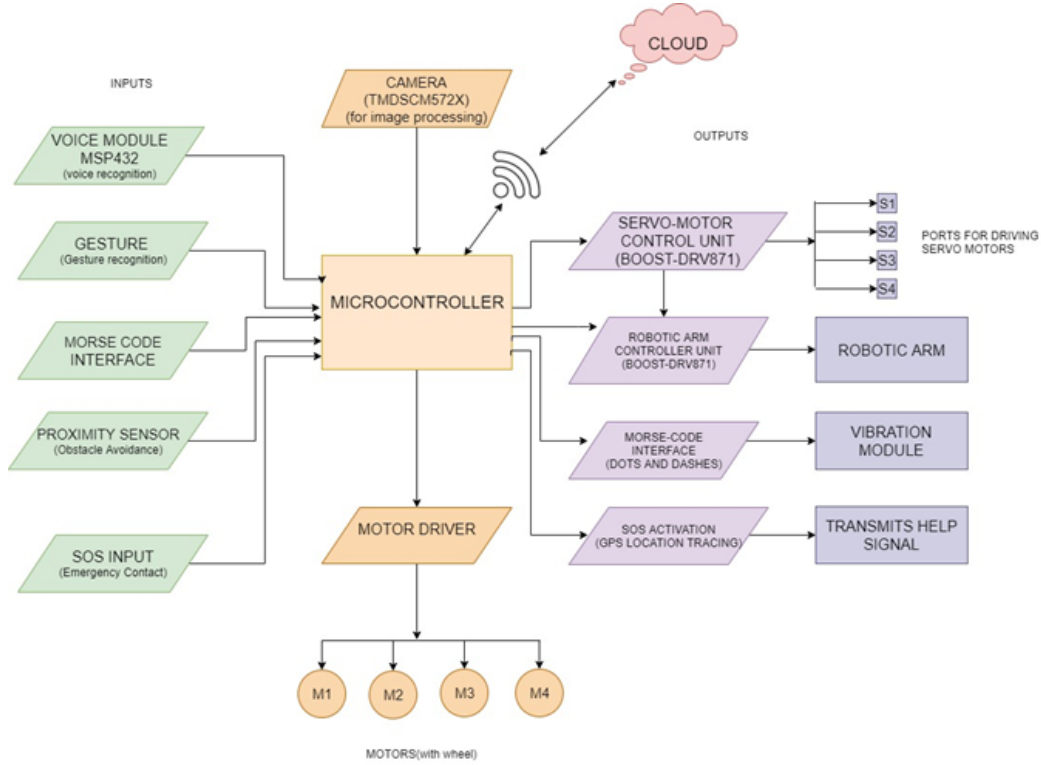 CLOUD
CAMERA
(TMDSCM572X)
(for image processing)
INPUTS
OUTPUTS
VOICE MODULE
MSP432
(voice recognition)
GESTURE
(Gesture recognition)
MORSE CODE
INTERFACE
PROXIMITY SENSOR
(Obstacle Avoidance)
SOS INPUT
(Emergency Contact)
MICROCONTROLLER
SERVO-MOTOR
CONTROL UNIT
(BOOST-DRV871)
S1
S2
S3
S4
PORTS FOR DRIVING
SERVO MOTORS
ROBOTIC ARM
CONTROLLER UNIT
(BOOST-DRV871)
ROBOTIC ARM
MORSE-CODE
INTERFACE
(DOTS AND DASHES)
VIBRATION
MODULE
SOS ACTIVATION
(GPS LOCATION TRACING)
TRANSMITS HELP
SIGNAL
MOTOR DRIVER
M1
M2
M3
M4
MOTORS(with wheel)